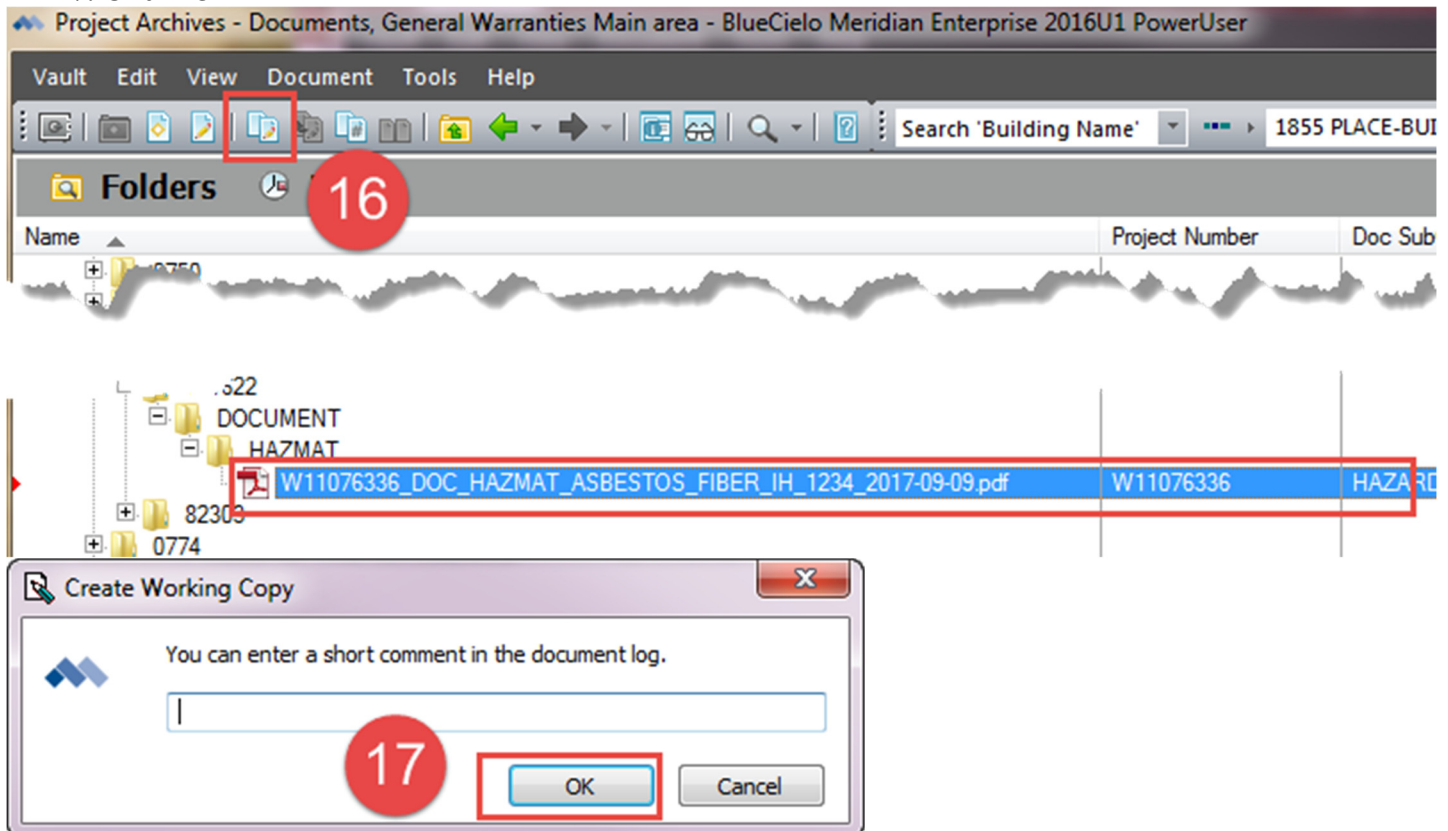 Project Archives - Documents, General Warranties Main area - BlueCielo Meridian Enterprise 2016U1 PowerUser
Vault Edit View Document Tools Help
Search 'Building Name' 1855 PLACE-BUI
Folders
16
Name Project Number Doc Sub
0759
.522
DOCUMENT
HAZMAT
W11076336_DOC_HAZMAT_ASBESTOS_FIBER_IH_1234_2017-09-09.pdf W11076336 HAZARD
82303
0774
Create Working Copy
You can enter a short comment in the document log.
17
OK Cancel